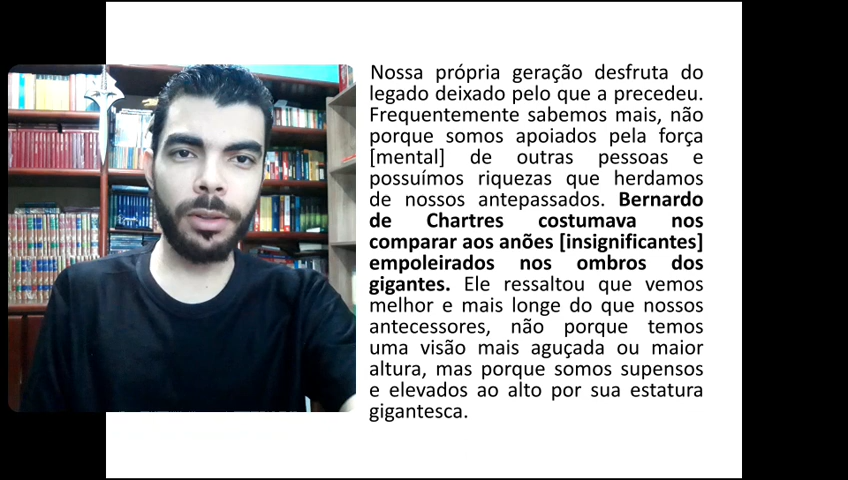 Nossa própria geração desfruta do
legado deixado pelo que a precedeu.
Frequentemente sabemos mais, não
porque somos apoiados pela força
[mental] de outras pessoas e
possuímos riquezas que herdamos
de nossos antepassados. Bernardo
de Chartres costumava nos
comparar aos anões [insignificantes]
empoleirados nos ombros dos
gigantes. Ele ressaltou que vemos
melhor e mais longe do que nossos
antecessores, não porque temos
uma visão mais aguçada ou maior
altura, mas porque somos supensos
e elevados ao alto por sua estatura
gigantesca.